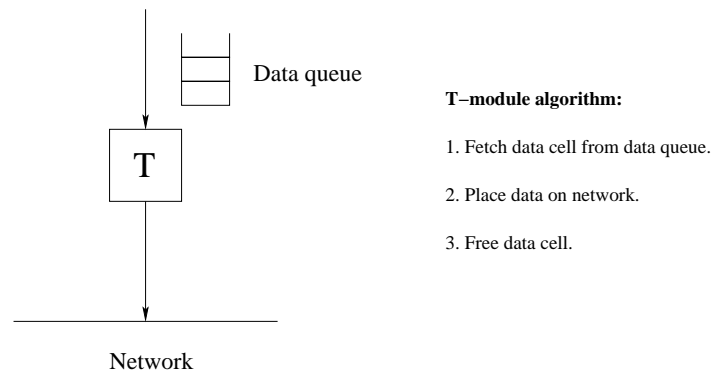 Data queue
T
Network
T−module algorithm:
1. Fetch data cell from data queue.
2. Place data on network.
3. Free data cell.